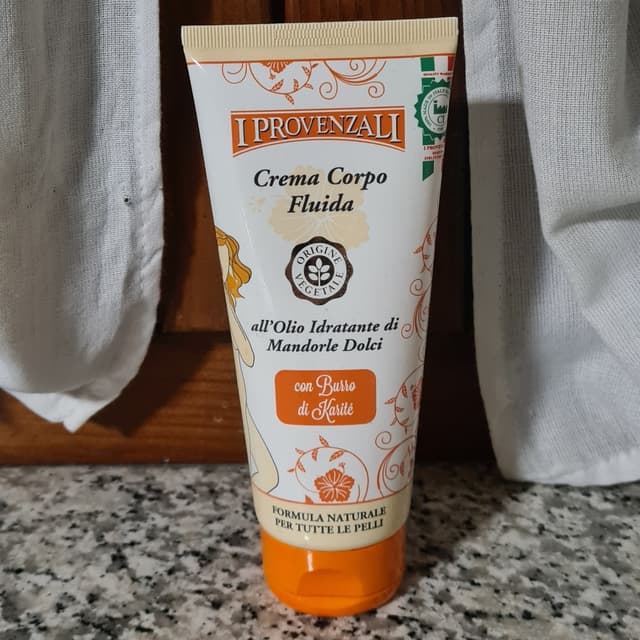 I PROVENZALI
Crema Corpo
Fluida
ORIGINE
VEGETALE
all'Olio Idratante di
Mandorle Dolci
con Burro
di Karité
FORMULA NATURALE
PER TUTTE LE PELLI